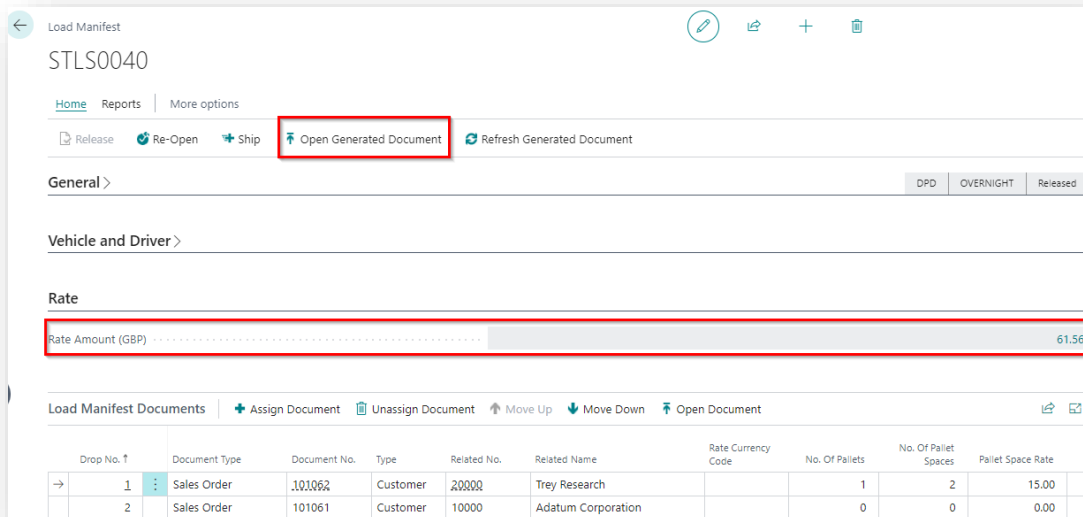 Load Manifest
STLS0040
Home Reports More options
Release Re-Open Ship Open Generated Document Refresh Generated Document
General DPD OVERNIGHT Released
Vehicle and Driver
Rate
Rate Amount (GBP) 61.56
Load Manifest Documents Assign Document Unassign Document Move Up Move Down Open Document
Drop No. Document Type Document No. Type Related No. Related Name Rate Currency Code No. Of Pallets No. Of Pallet Spaces Pallet Space Rate
1 Sales Order 101062 Customer 20000 Trey Research 1 2 15.00
2 Sales Order 101061 Customer 10000 Adatum Corporation 0 0 0.00